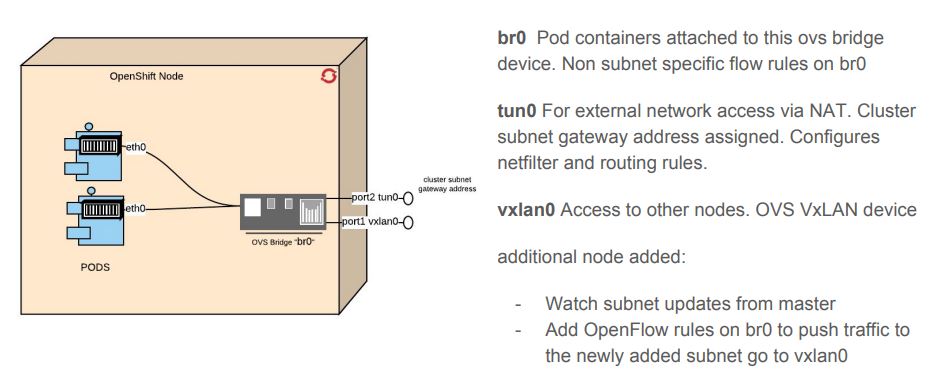 OpenShift Node
eth0
eth0
PODS
OVS Bridge "br0"
port2 tun0
port1 vxlan0
cluster subnet
gateway address
br0 Pod containers attached to this ovs bridge
device. Non subnet specific flow rules on br0
tun0 For external network access via NAT. Cluster
subnet gateway address assigned. Configures
netfilter and routing rules.
vxlan0 Access to other nodes. OVS VxLAN device
additional node added:
- Watch subnet updates from master
- Add OpenFlow rules on br0 to push traffic to
the newly added subnet go to vxlan0